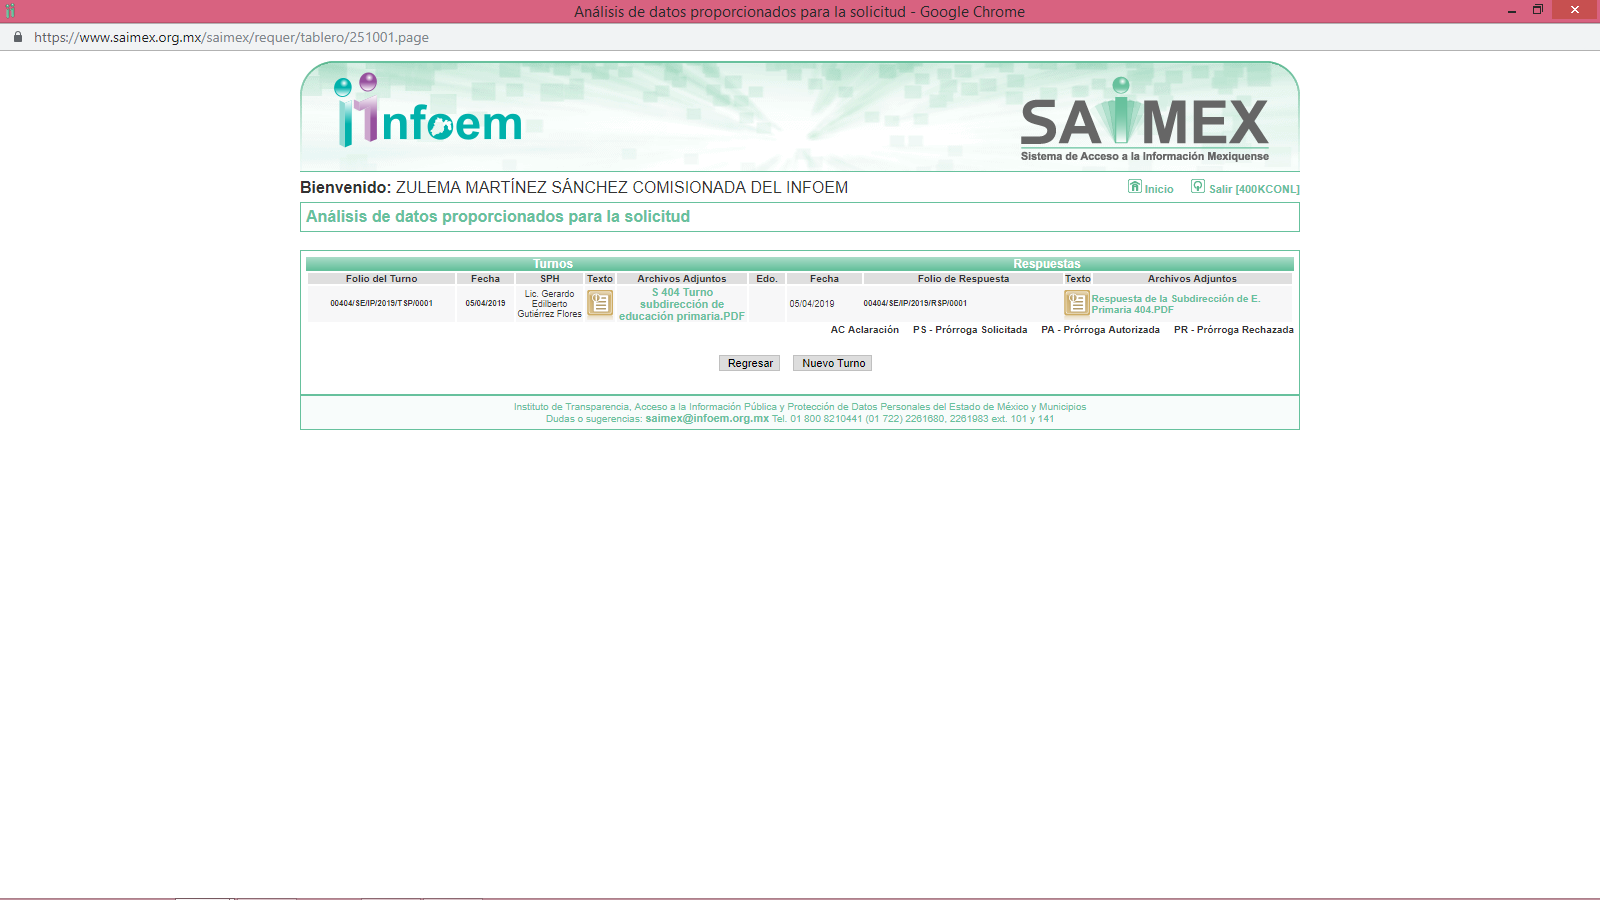 Análisis de datos proporcionados para la solicitud - Google Chrome
https://www.saimex.org.mx/saimex/requer/tablero/251001.page
infoem
SAIMEX
Sistema de Acceso a la Información Mexiquense
Bienvenido: ZULEMA MARTÍNEZ SÁNCHEZ COMISIONADA DEL INFOEM
Inicio Salir [400KCONL]
Análisis de datos proporcionados para la solicitud
Turnos Respuestas
Folio del Turno Fecha SPH Texto Archivos Adjuntos Edo. Fecha Folio de Respuesta Texto Archivos Adjuntos
00404/SE/IP/2019/TSP/0001 05/04/2019
Lic. Gerardo
Edilberto
Gutiérrez Flores
S 404 Turno
subdirección de
educación primaria.PDF
05/04/2019 00404/SE/IP/2019/RSP/0001
Respuesta de la Subdirección de E.
Primaria 404.PDF
AC Aclaración PS - Prórroga Solicitada PA - Prórroga Autorizada PR - Prórroga Rechazada
Regresar Nuevo Turno
Instituto de Transparencia, Acceso a la Información Pública y Protección de Datos Personales del Estado de México y Municipios
Dudas o sugerencias: saimex@infoem.org.mx Tel. 01 800 8210441 (01 722) 2261680, 2261983 ext. 101 y 141